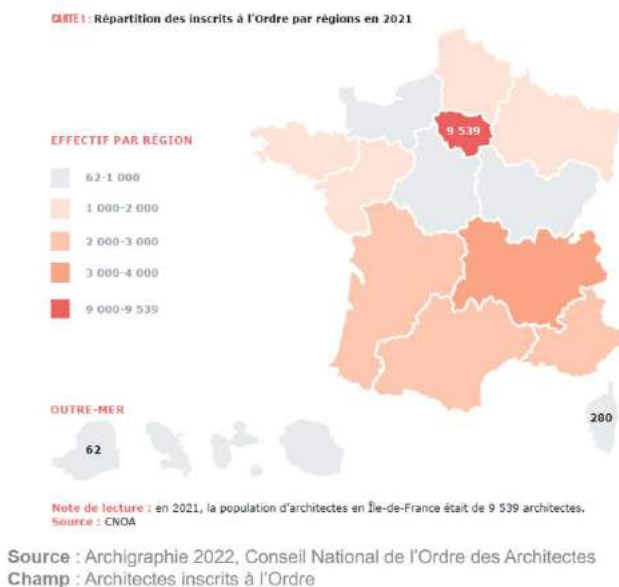 CARTE 1 : Répartition des inscrits à l'Ordre par régions en 2021
9 539
EFFECTIF PAR RÉGION
62-1 000
1 000-2 000
2 000-3 000
3 000-4 000
9 000-9 539
OUTRE-MER
62
280
Note de lecture : en 2021, la population d'architectes en Île-de-France était de 9 539 architectes.
Source : CNOA
Source : Archigraphie 2022, Conseil National de l'Ordre des Architectes
Champ : Architectes inscrits à l'Ordre